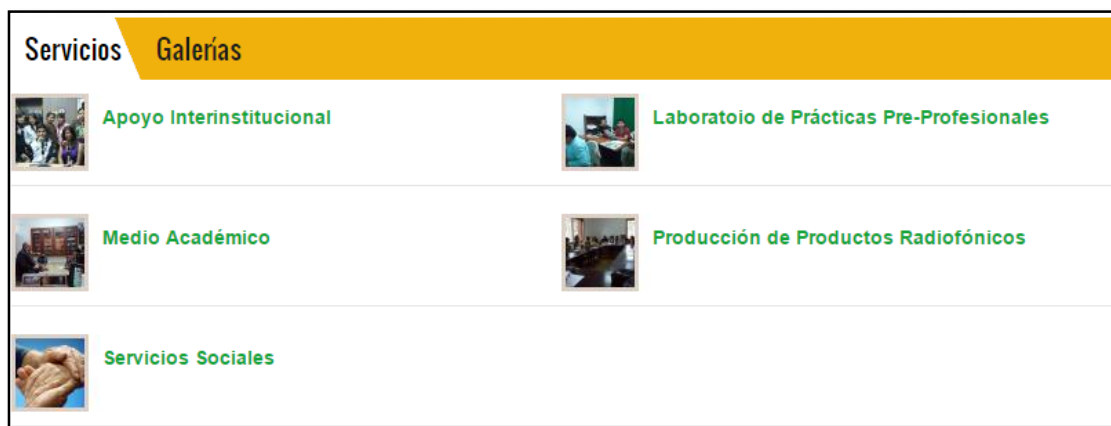 Servicios Galerías
Apoyo Interinstitucional
Laboratoio de Prácticas Pre-Profesionales
Medio Académico
Producción de Productos Radiofónicos
Servicios Sociales